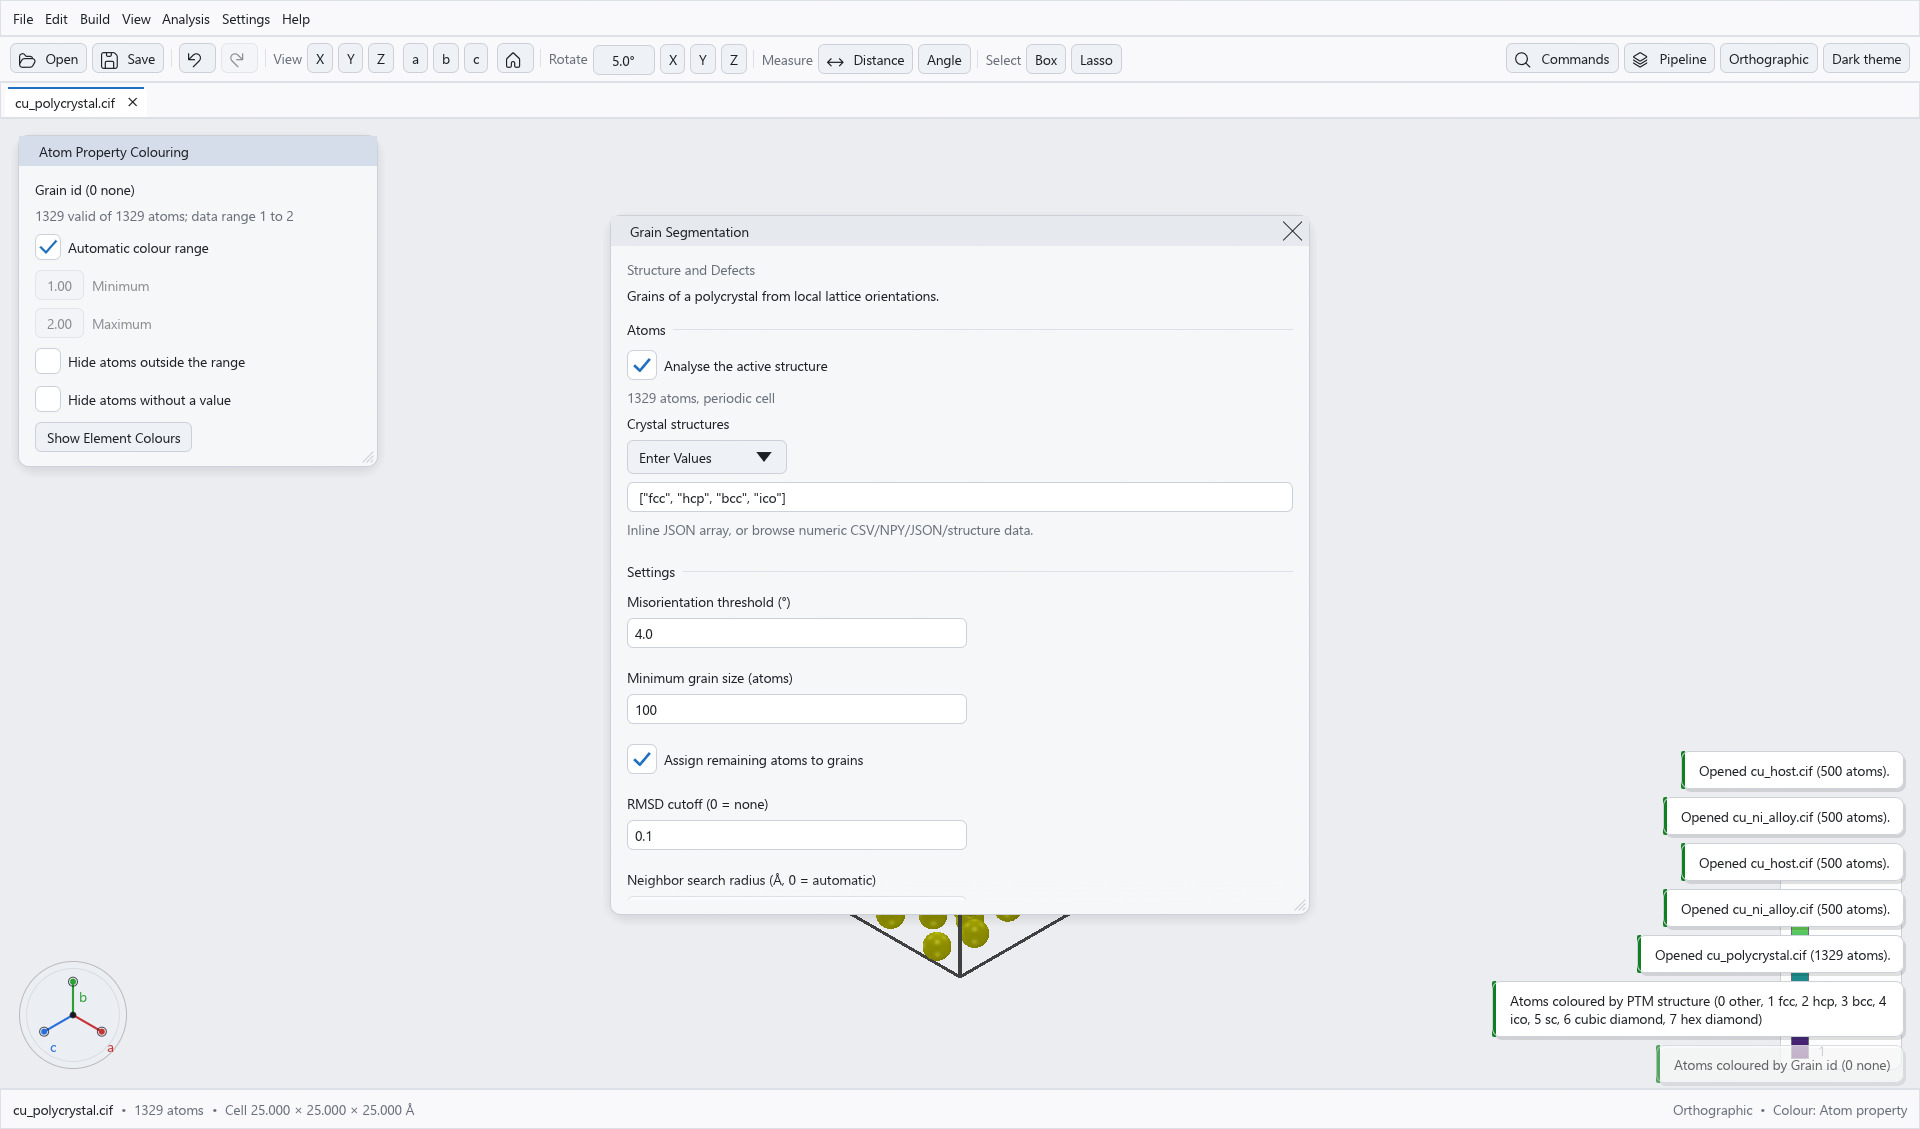 File Edit Build View Analysis Settings Help
Open Save View X Y Z a b c Rotate 5.0° X Y Z Measure Distance Angle Select Box Lasso Commands Pipeline Orthographic Dark theme
cu_polycrystal.cif
Atom Property Colouring
Grain id (0 none)
1329 valid of 1329 atoms; data range 1 to 2
Automatic colour range
1.00 Minimum
2.00 Maximum
Hide atoms outside the range
Hide atoms without a value
Show Element Colours
Grain Segmentation
Structure and Defects
Grains of a polycrystal from local lattice orientations.
Atoms
Analyse the active structure
1329 atoms, periodic cell
Crystal structures
Enter Values
["fcc", "hcp", "bcc", "ico"]
Inline JSON array, or browse numeric CSV/NPY/JSON/structure data.
Settings
Misorientation threshold (°)
4.0
Minimum grain size (atoms)
100
Assign remaining atoms to grains
RMSD cutoff (0 = none)
0.1
Neighbor search radius (Å, 0 = automatic)
Opened cu_host.cif (500 atoms).
Opened cu_ni_alloy.cif (500 atoms).
Opened cu_host.cif (500 atoms).
Opened cu_ni_alloy.cif (500 atoms).
Opened cu_polycrystal.cif (1329 atoms).
Atoms coloured by PTM structure (0 other, 1 fcc, 2 hcp, 3 bcc, 4
ico, 5 sc, 6 cubic diamond, 7 hex diamond)
1
Atoms coloured by Grain id (0 none)
b
c
a
cu_polycrystal.cif • 1329 atoms • Cell 25.000 × 25.000 × 25.000 Å
Orthographic • Colour: Atom property